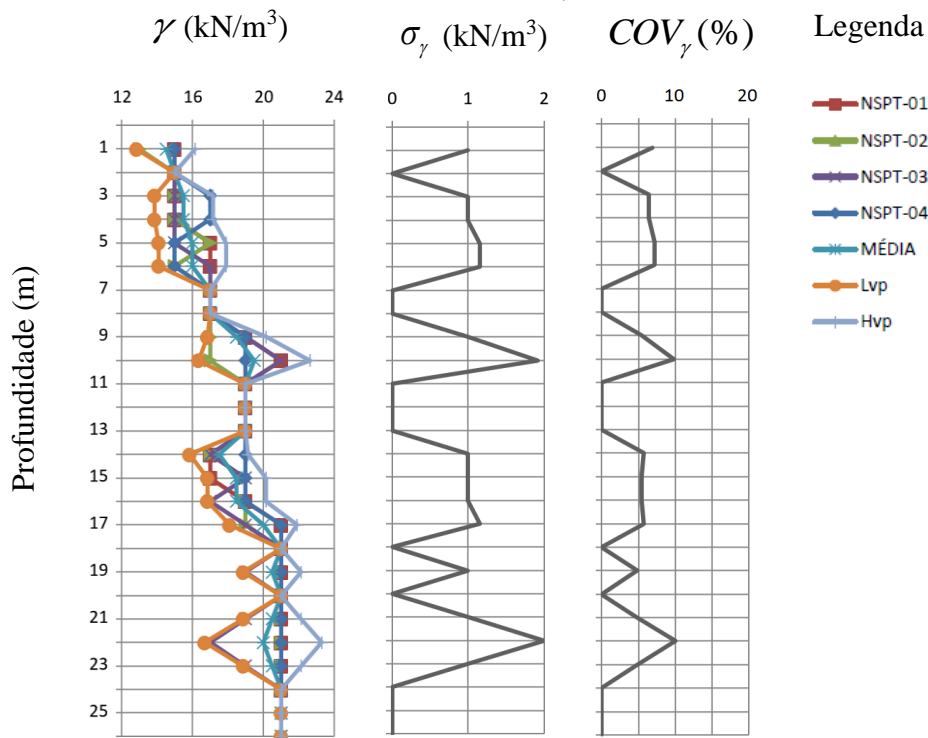 γ (kN/m³) σγ (kN/m³) COVγ (%) Legenda
12 16 20 24 0 1 2 0 10 20
NSPT-01
NSPT-02
NSPT-03
NSPT-04
MÉDIA
Lvp
Hvp
Profundidade (m)
1
3
5
7
9
11
13
15
17
19
21
23
25